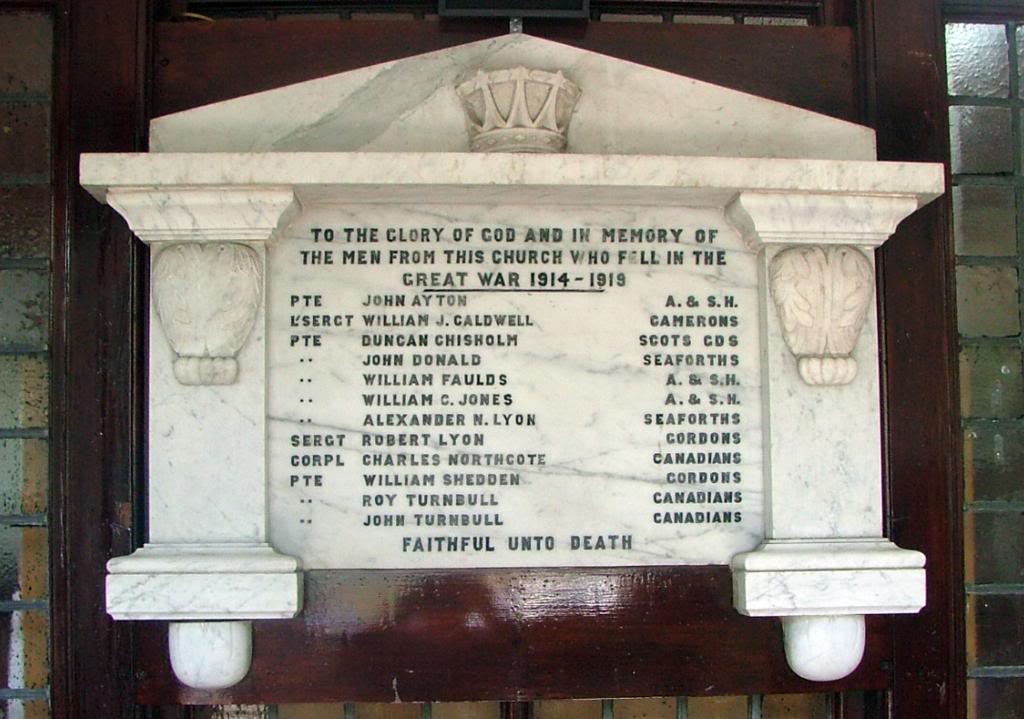 TO THE GLORY OF GOD AND IN MEMORY OF
THE MEN FROM THIS CHURCH WHO FELL IN THE
GREAT WAR 1914-1919
PTE JOHN AYTON A. & S.H.
L'SERGT WILLIAM J. CALDWELL CAMERONS
PTE DUNCAN CHISHOLM SCOTS GDS
·· JOHN DONALD SEAFORTHS
·· WILLIAM FAULDS A. & S.H.
·· WILLIAM C. JONES A. & S.H.
·· ALEXANDER N. LYON SEAFORTHS
SERGT ROBERT LYON GORDONS
CORPL CHARLES NORTHCOTE CANADIANS
PTE WILLIAM SHEDDEN GORDONS
·· ROY TURNBULL CANADIANS
·· JOHN TURNBULL CANADIANS
FAITHFUL UNTO DEATH